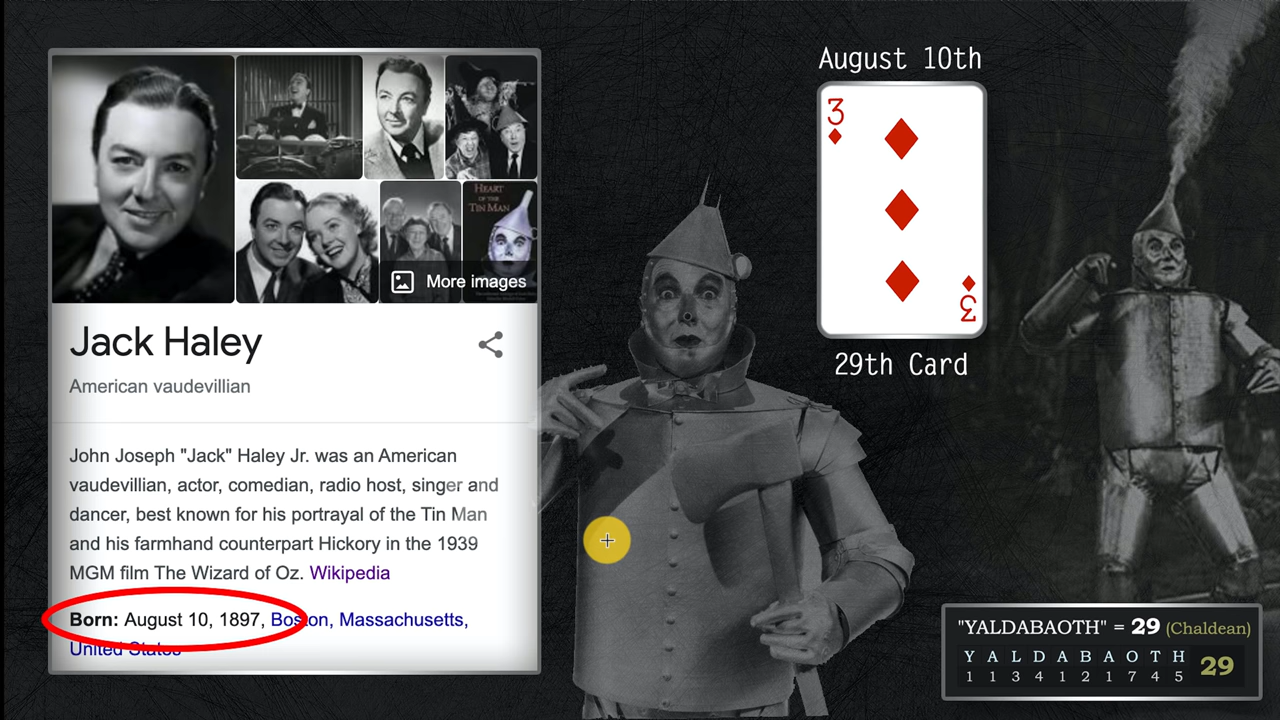 HEART
OF THE
TIN MAN
More images
Jack Haley
American vaudevillian
John Joseph "Jack" Haley Jr. was an American
vaudevillian, actor, comedian, radio host, singer and
dancer, best known for his portrayal of the Tin Man
and his farmhand counterpart Hickory in the 1939
MGM film The Wizard of Oz. Wikipedia
Born: August 10, 1897, Boston, Massachusetts,
United States
August 10th
3
3
29th Card
"YALDABAOTH" = 29 (Chaldean)
Y A L D A B A O T H
1 1 3 4 1 2 1 7 4 5 29